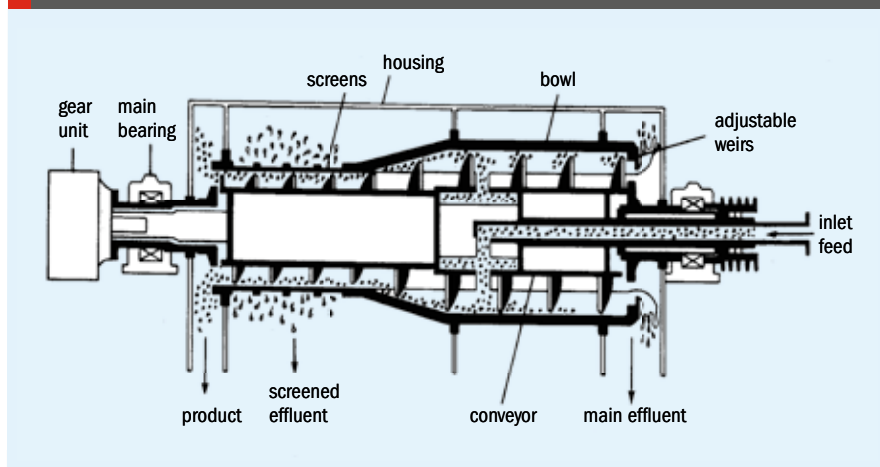 housing
screens
bowl
gear
unit
main
bearing
adjustable
weirs
inlet
feed
screened
effluent
product
conveyor
main effluent